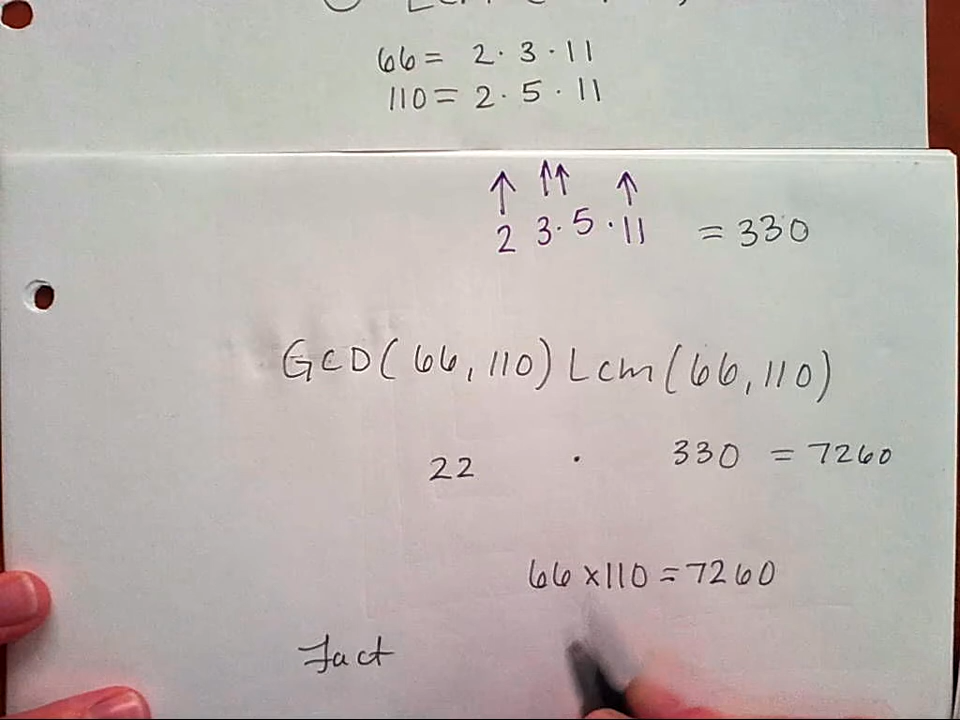 66 = 2 · 3 · 11
110 = 2 · 5 · 11
↑ ↑↑ ↑
2 3 · 5 · 11 = 330
GCD(66, 110) Lcm(66, 110)
22 · 330 = 7260
66 × 110 = 7260
Fact